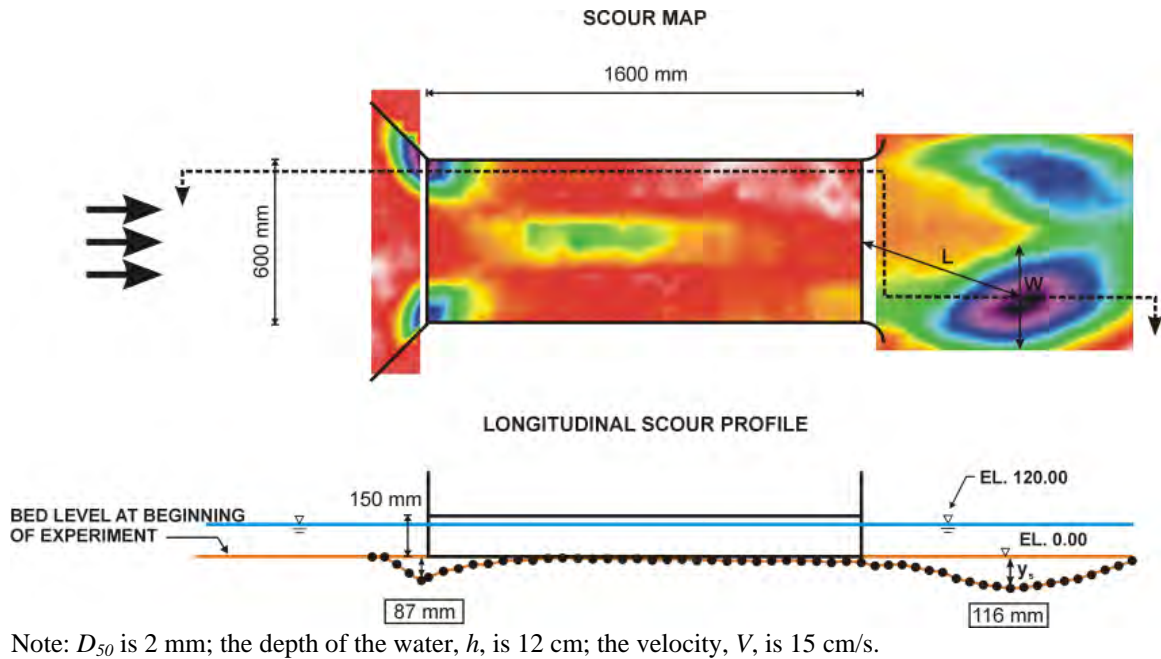 SCOUR MAP
1600 mm
600 mm
L
W
LONGITUDINAL SCOUR PROFILE
150 mm
EL. 120.00
BED LEVEL AT BEGINNING
OF EXPERIMENT
EL. 0.00
yₛ
87 mm
116 mm
Note: D₅₀ is 2 mm; the depth of the water, h, is 12 cm; the velocity, V, is 15 cm/s.